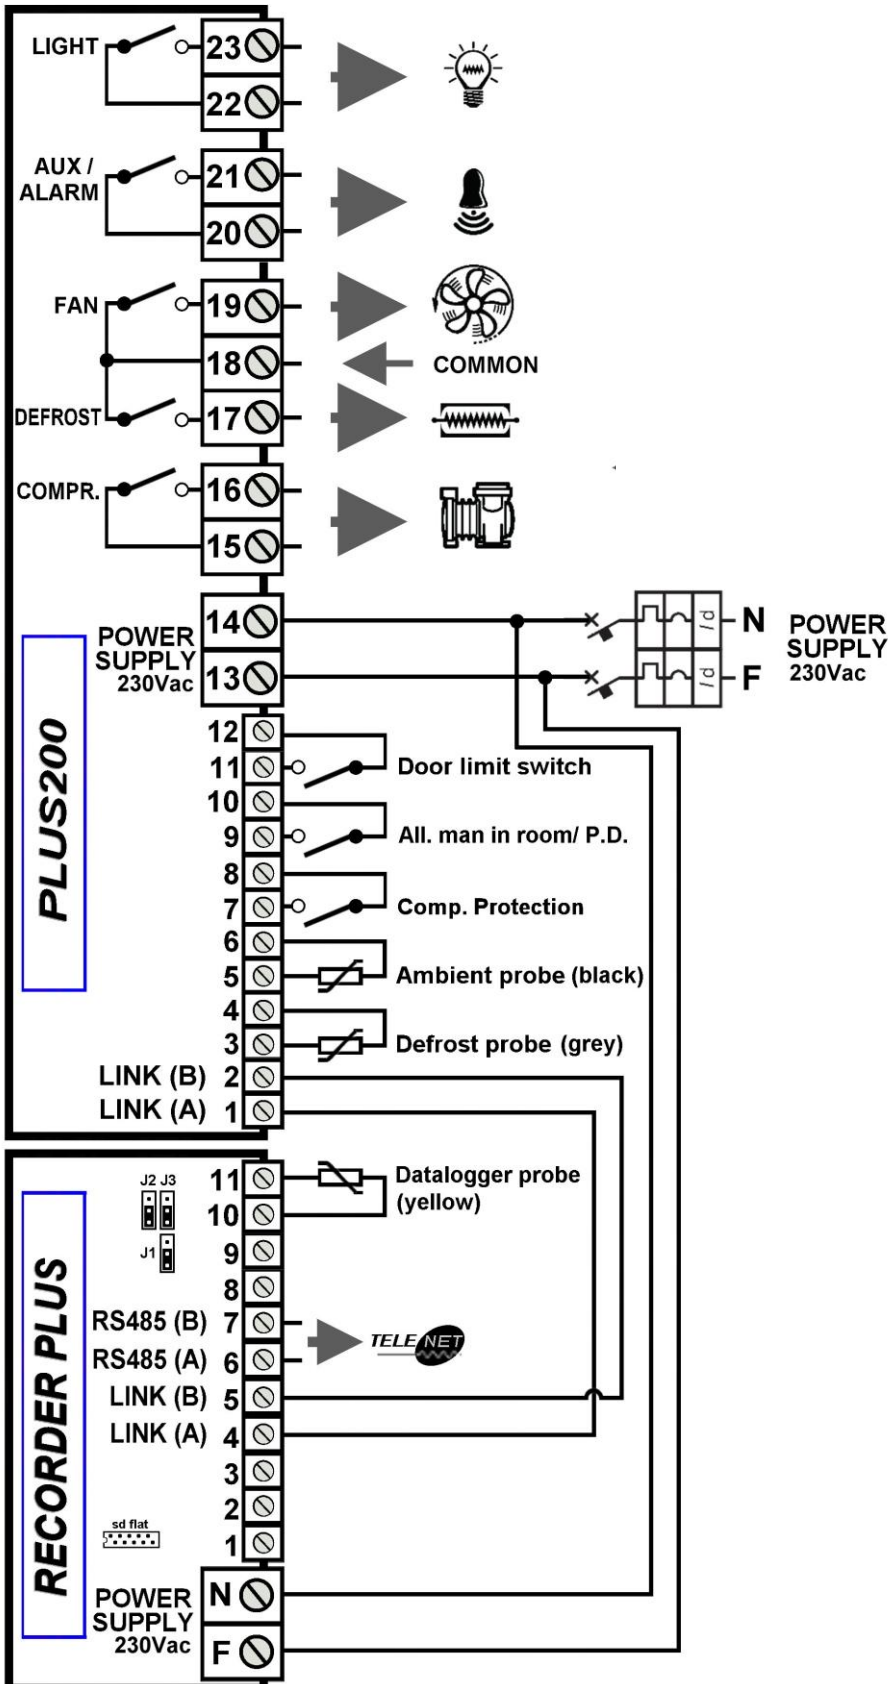 LIGHT
23
22
AUX /
ALARM
21
20
FAN
19
18
COMMON
DEFROST
17
COMPR.
16
15
PLUS200
POWER
SUPPLY
230Vac
14
13
Id
N
Id
F
POWER
SUPPLY
230Vac
12
11
Door limit switch
10
9
All. man in room/ P.D.
8
7
Comp. Protection
6
5
Ambient probe (black)
4
3
Defrost probe (grey)
LINK (B) 2
LINK (A) 1
RECORDER PLUS
J2 J3
J1
11
Datalogger probe
(yellow)
10
9
8
RS485 (B) 7
TELE NET
RS485 (A) 6
LINK (B) 5
LINK (A) 4
3
2
sd flat
1
POWER
SUPPLY
230Vac
N
F